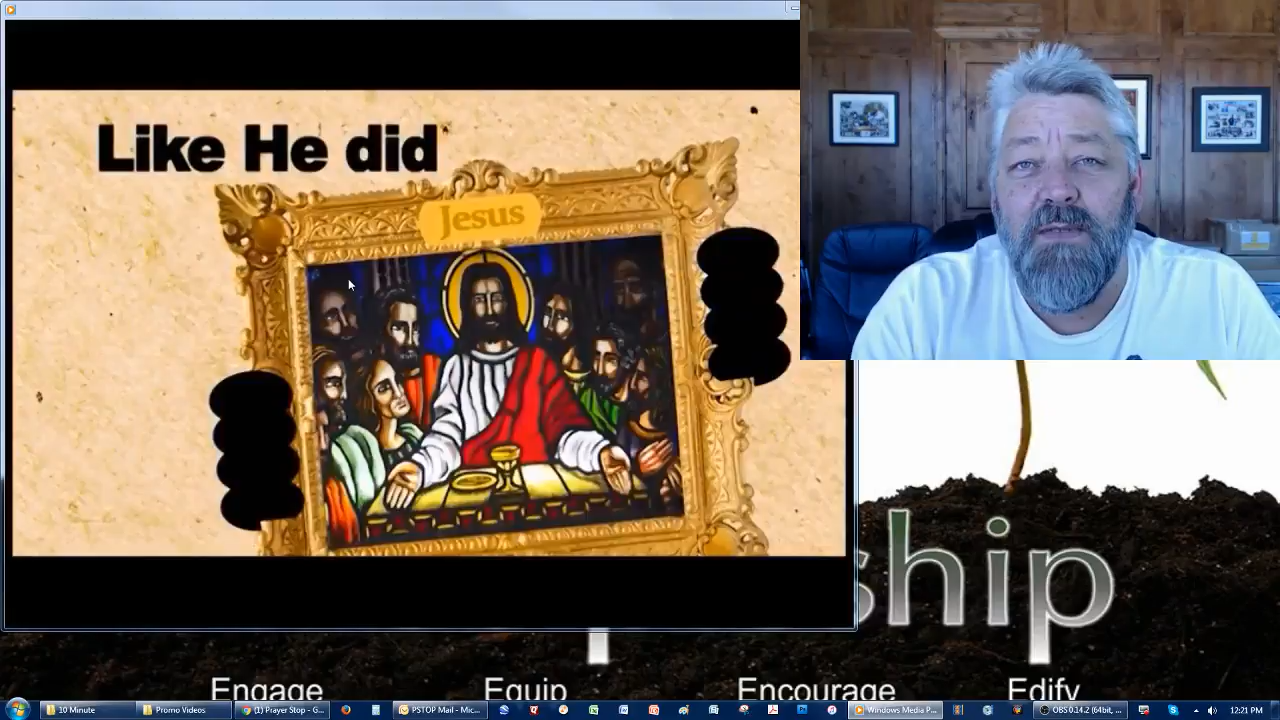 Like He did
Jesus
ship
Engage
Equip
Encourage
Edify
10 Minute
Promo Videos
(1) Prayer Stop - G...
PSTOP Mail - Mic...
Windows Media P...
OBS 0.14.2 (64bit, ...
12:21 PM